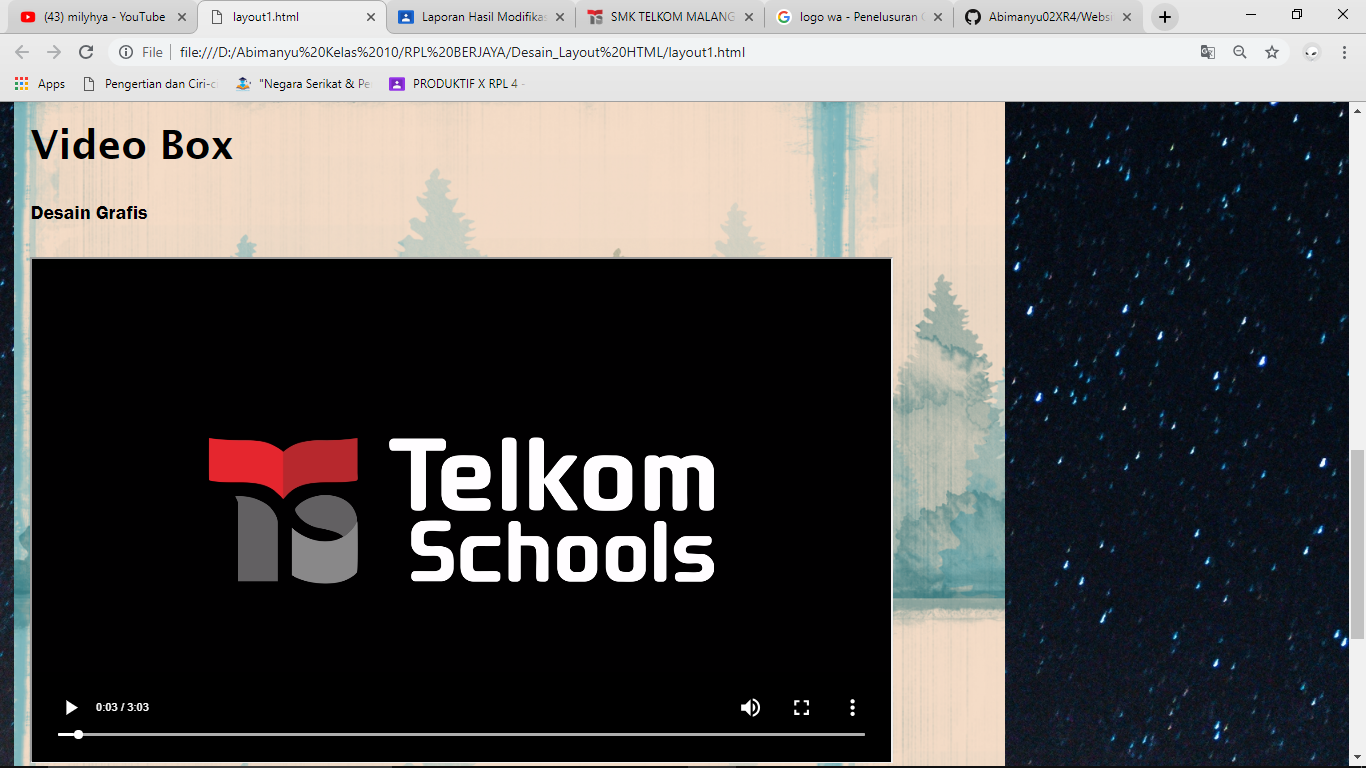 (43) milyhya - YouTube
layout1.html
Laporan Hasil Modifika
SMK TELKOM MALANG
logo wa - Penelusuran
Abimanyu02XR4/Websi
File
file:///D:/Abimanyu%20Kelas%2010/RPL%20BERJAYA/Desain_Layout%20HTML/layout1.html
Apps
Pengertian dan Ciri-c
"Negara Serikat & Pe
PRODUKTIF X RPL 4 -
Video Box
Desain Grafis
Telkom
Schools
0:03 / 3:03